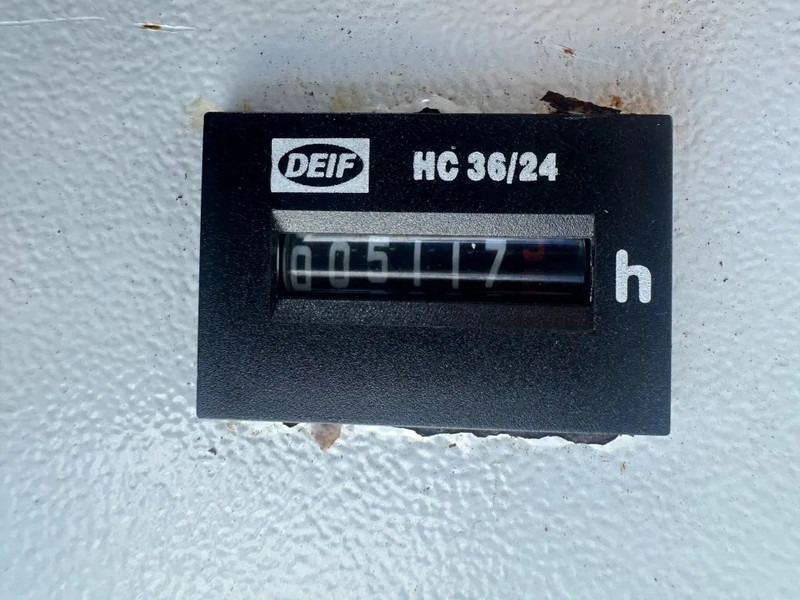 DEIF HC 36/24
005117 h